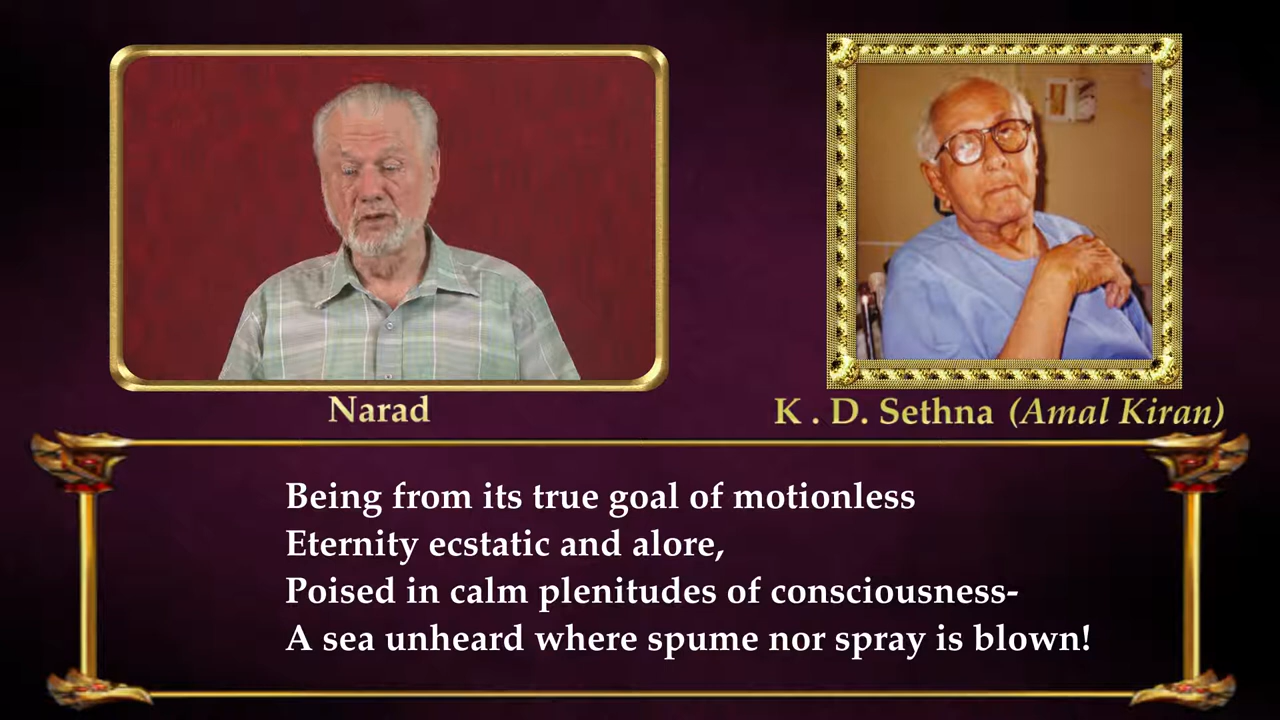 Narad
K . D. Sethna (Amal Kiran)
Being from its true goal of motionless
Eternity ecstatic and alore,
Poised in calm plenitudes of consciousness-
A sea unheard where spume nor spray is blown!